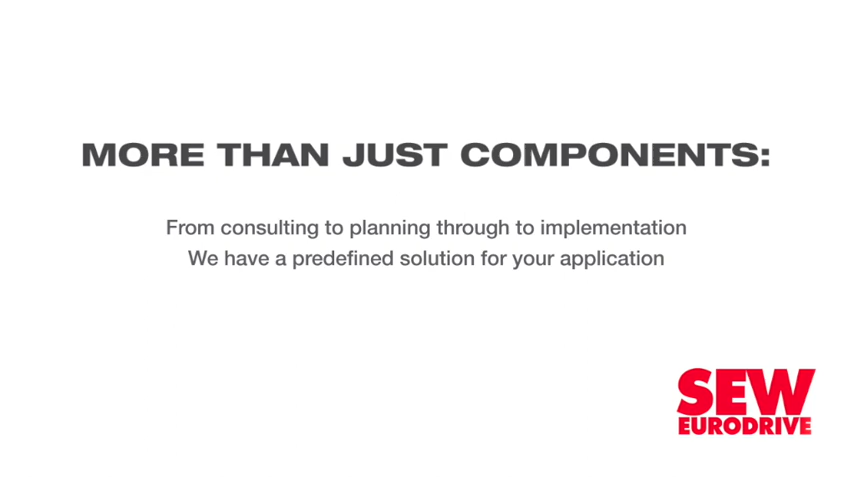 MORE THAN JUST COMPONENTS:
From consulting to planning through to implementation
We have a predefined solution for your application
SEW
EURODRIVE